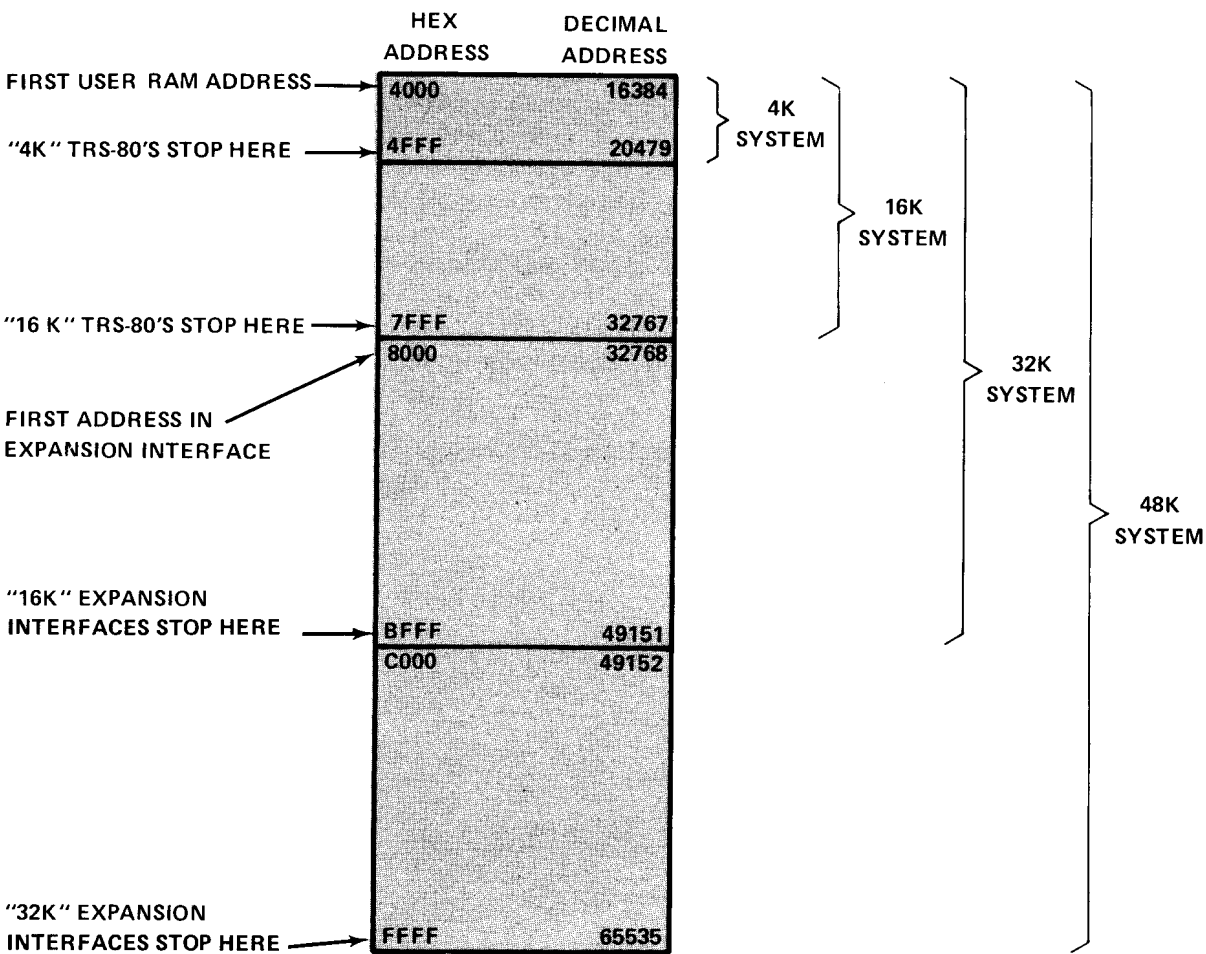 HEX ADDRESS
DECIMAL ADDRESS
FIRST USER RAM ADDRESS
4000 16384
"4K" TRS-80'S STOP HERE
4FFF 20479
4K SYSTEM
16K SYSTEM
"16 K" TRS-80'S STOP HERE
7FFF 32767
8000 32768
32K SYSTEM
FIRST ADDRESS IN
EXPANSION INTERFACE
48K SYSTEM
"16K" EXPANSION
INTERFACES STOP HERE
BFFF 49151
C000 49152
"32K" EXPANSION
INTERFACES STOP HERE
FFFF 65535